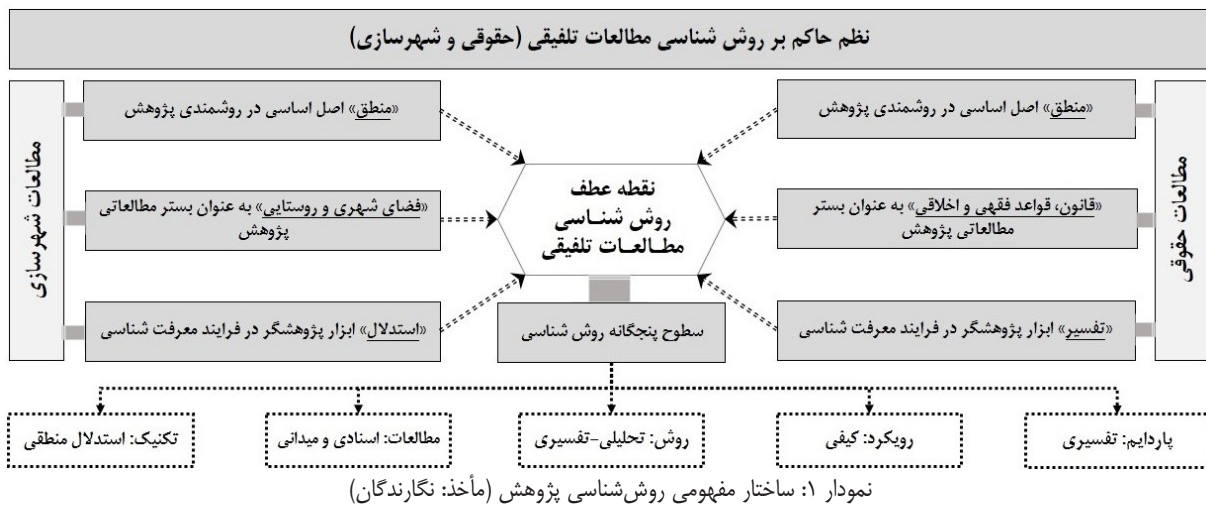 نظم حاکم بر روش شناسی مطالعات تلفیقی (حقوقی و شهرسازی)
مطالعات حقوقی
«منطق» اصل اساسی در روشمندی پژوهش
«قانون، قواعد فقهی و اخلاقی» به عنوان بستر
مطالعاتی پژوهش
«تفسیر» ابزار پژوهشگر در فرایند معرفت شناسی
نقطه عطف
روش شنـاسی
مطـالعـات تلفیقی
سطوح پنجگانه روش شناسی
«منطق» اصل اساسی در روشمندی پژوهش
«فضای شهری و روستایی» به عنوان بستر مطالعاتی
پژوهش
«استدلال» ابزار پژوهشگر در فرایند معرفت شناسی
مطالعات شهرسازی
پاردایم: تفسیری
رویکرد: کیفی
روش: تحلیلی-تفسیری
مطالعات: اسنادی و میدانی
تکنیک: استدلال منطقی
نمودار ۱: ساختار مفهومی روش‌شناسی پژوهش (مأخذ: نگارندگان)